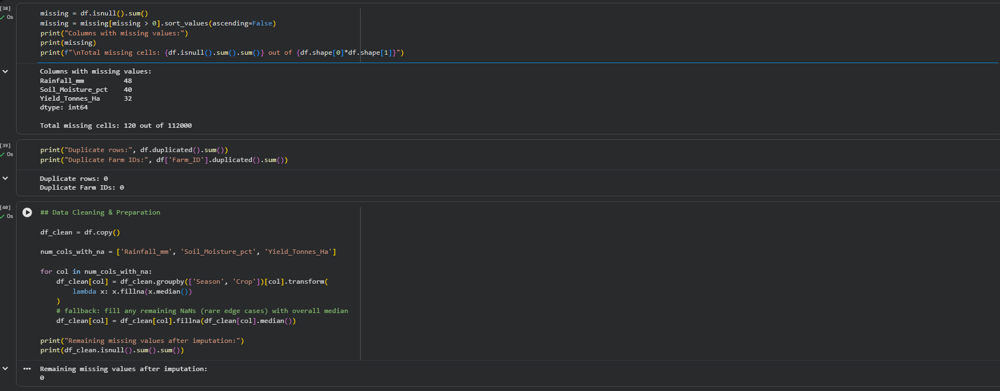 [38]
0s
missing = df.isnull().sum()
missing = missing[missing > 0].sort_values(ascending=False)
print("Columns with missing values:")
print(missing)
print(f"\nTotal missing cells: {df.isnull().sum().sum()} out of {df.shape[0]*df.shape[1]}")
Columns with missing values:
Rainfall_mm          48
Soil_Moisture_pct    40
Yield_Tonnes_Ha      32
dtype: int64
Total missing cells: 120 out of 112000
[39]
0s
print("Duplicate rows:", df.duplicated().sum())
print("Duplicate Farm IDs:", df['Farm_ID'].duplicated().sum())
Duplicate rows: 0
Duplicate Farm IDs: 0
[40]
0s
## Data Cleaning & Preparation
df_clean = df.copy()
num_cols_with_na = ['Rainfall_mm', 'Soil_Moisture_pct', 'Yield_Tonnes_Ha']
for col in num_cols_with_na:
    df_clean[col] = df_clean.groupby(['Season', 'Crop'])[col].transform(
        lambda x: x.fillna(x.median())
    )
    # fallback: fill any remaining NaNs (rare edge cases) with overall median
    df_clean[col] = df_clean[col].fillna(df_clean[col].median())
print("Remaining missing values after imputation:")
print(df_clean.isnull().sum().sum())
Remaining missing values after imputation:
0